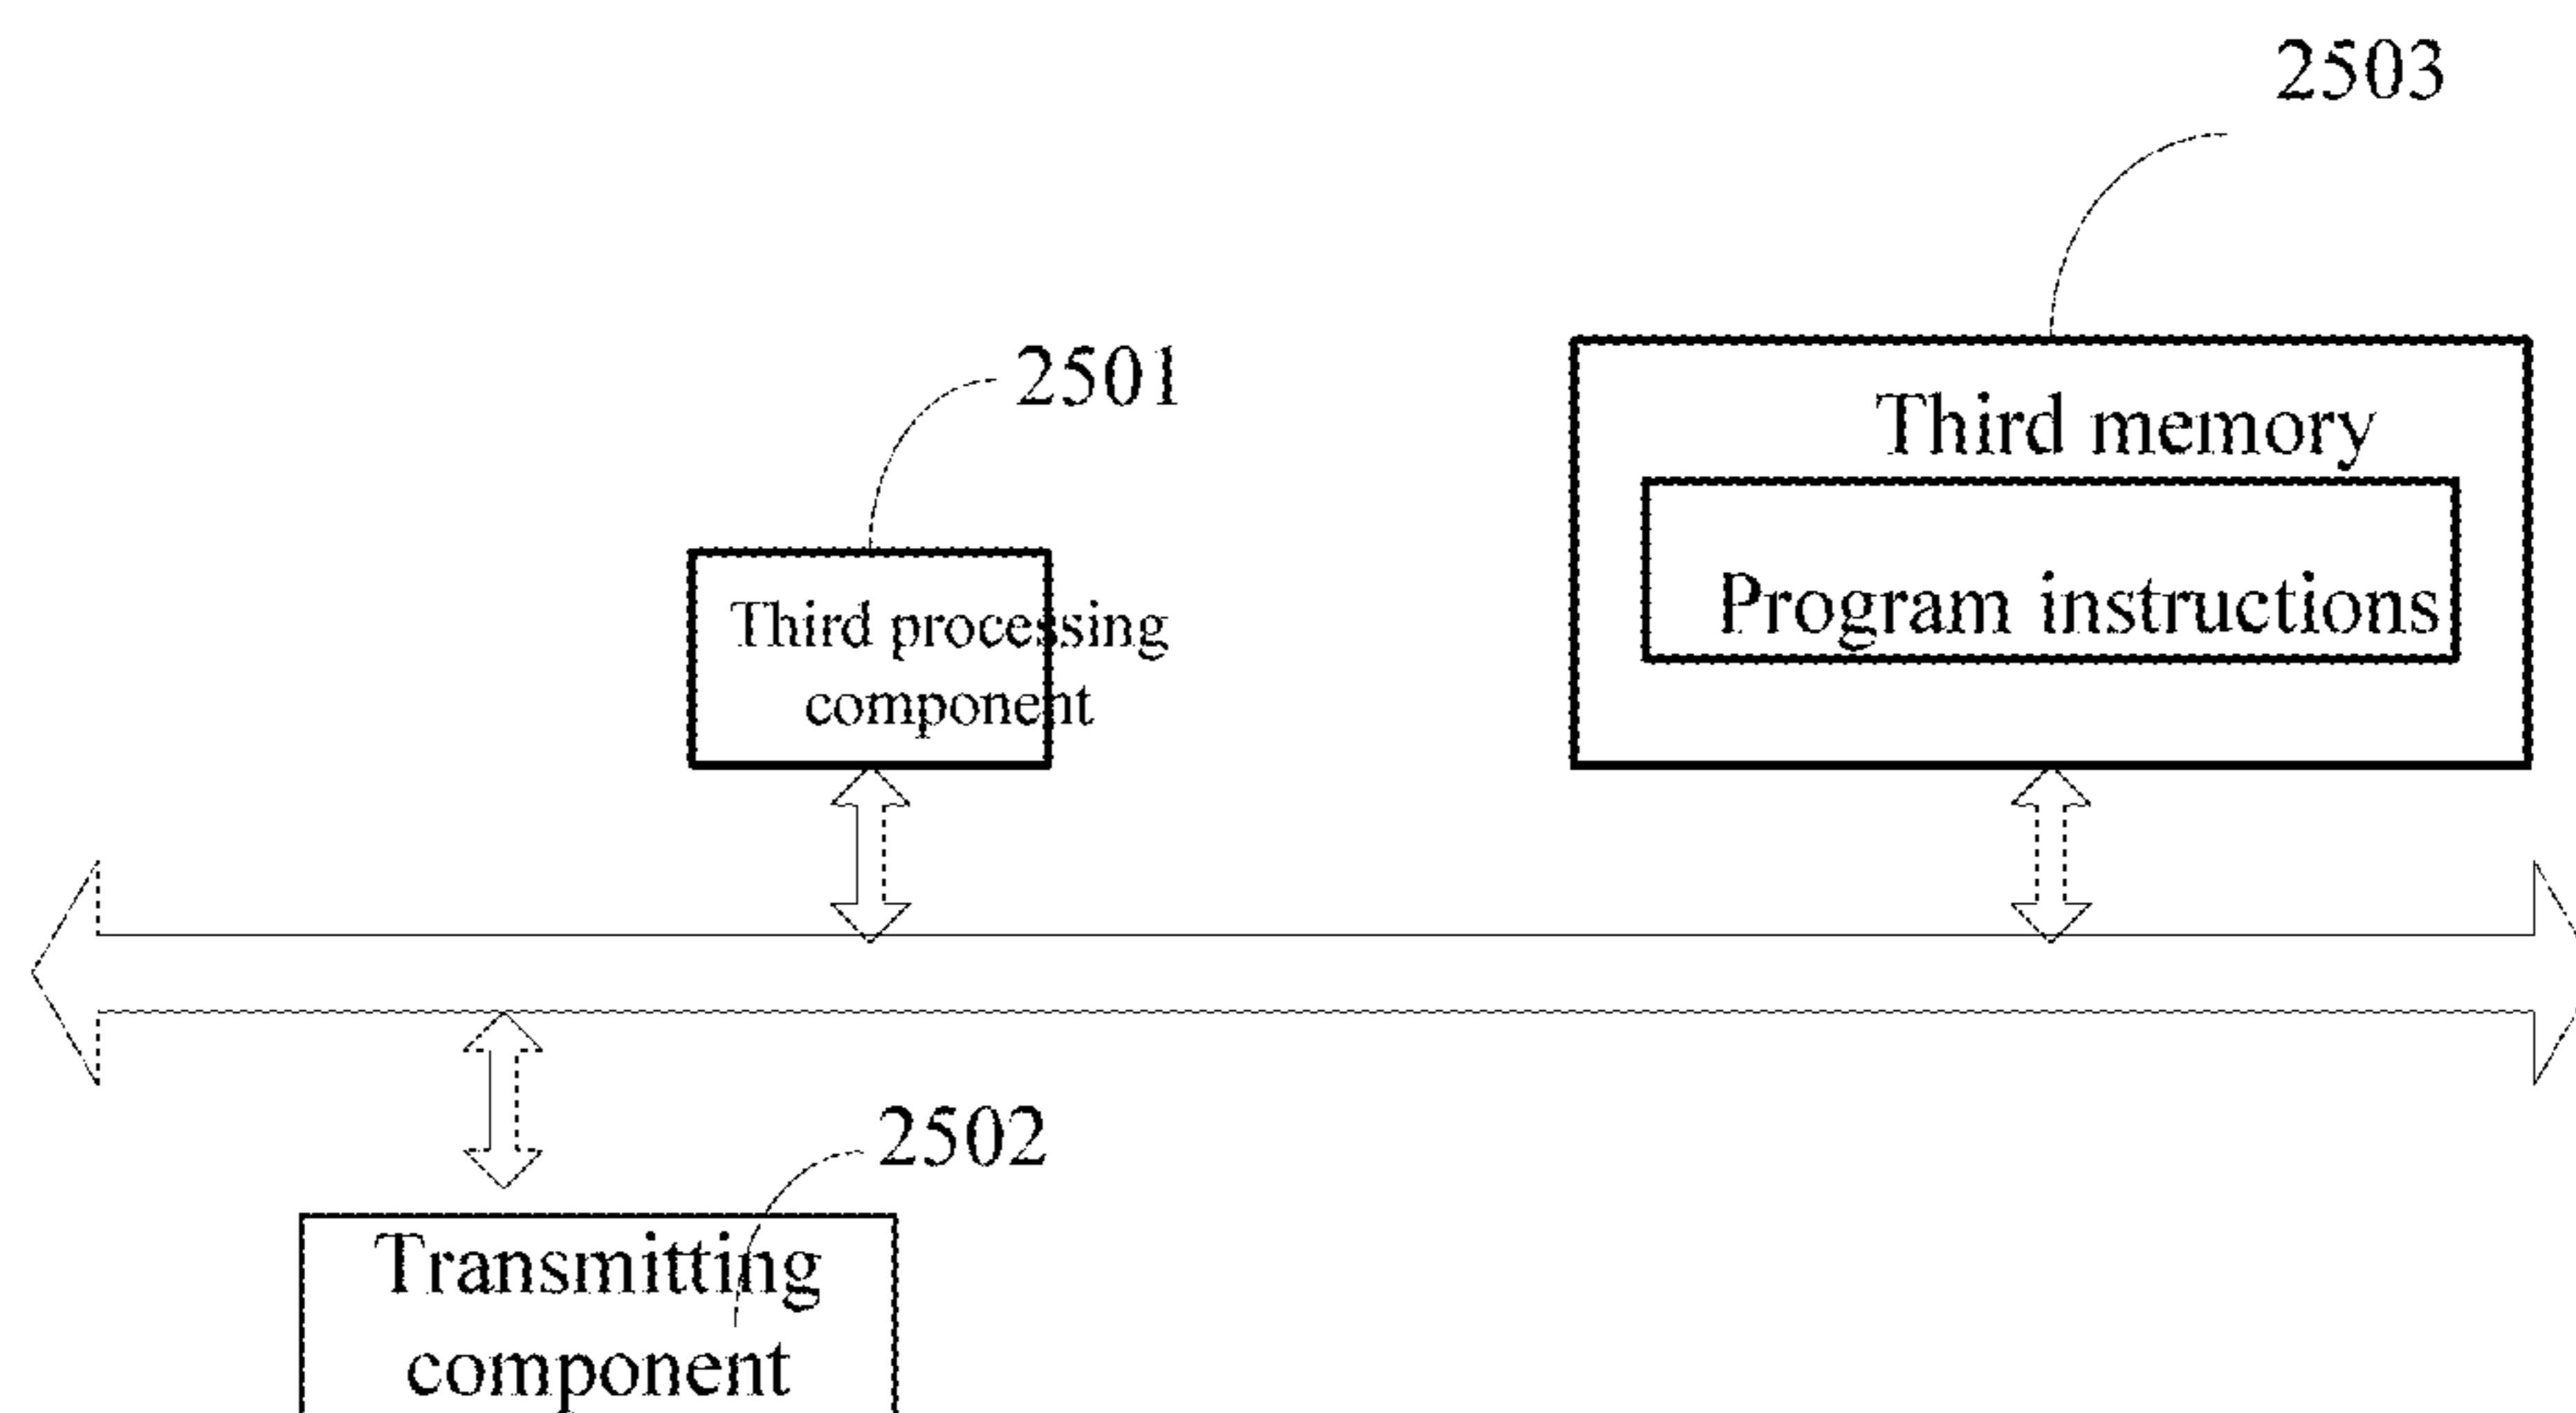 2503
2501
Third memory
Program instructions
Third processing
component
2502
Transmitting
component